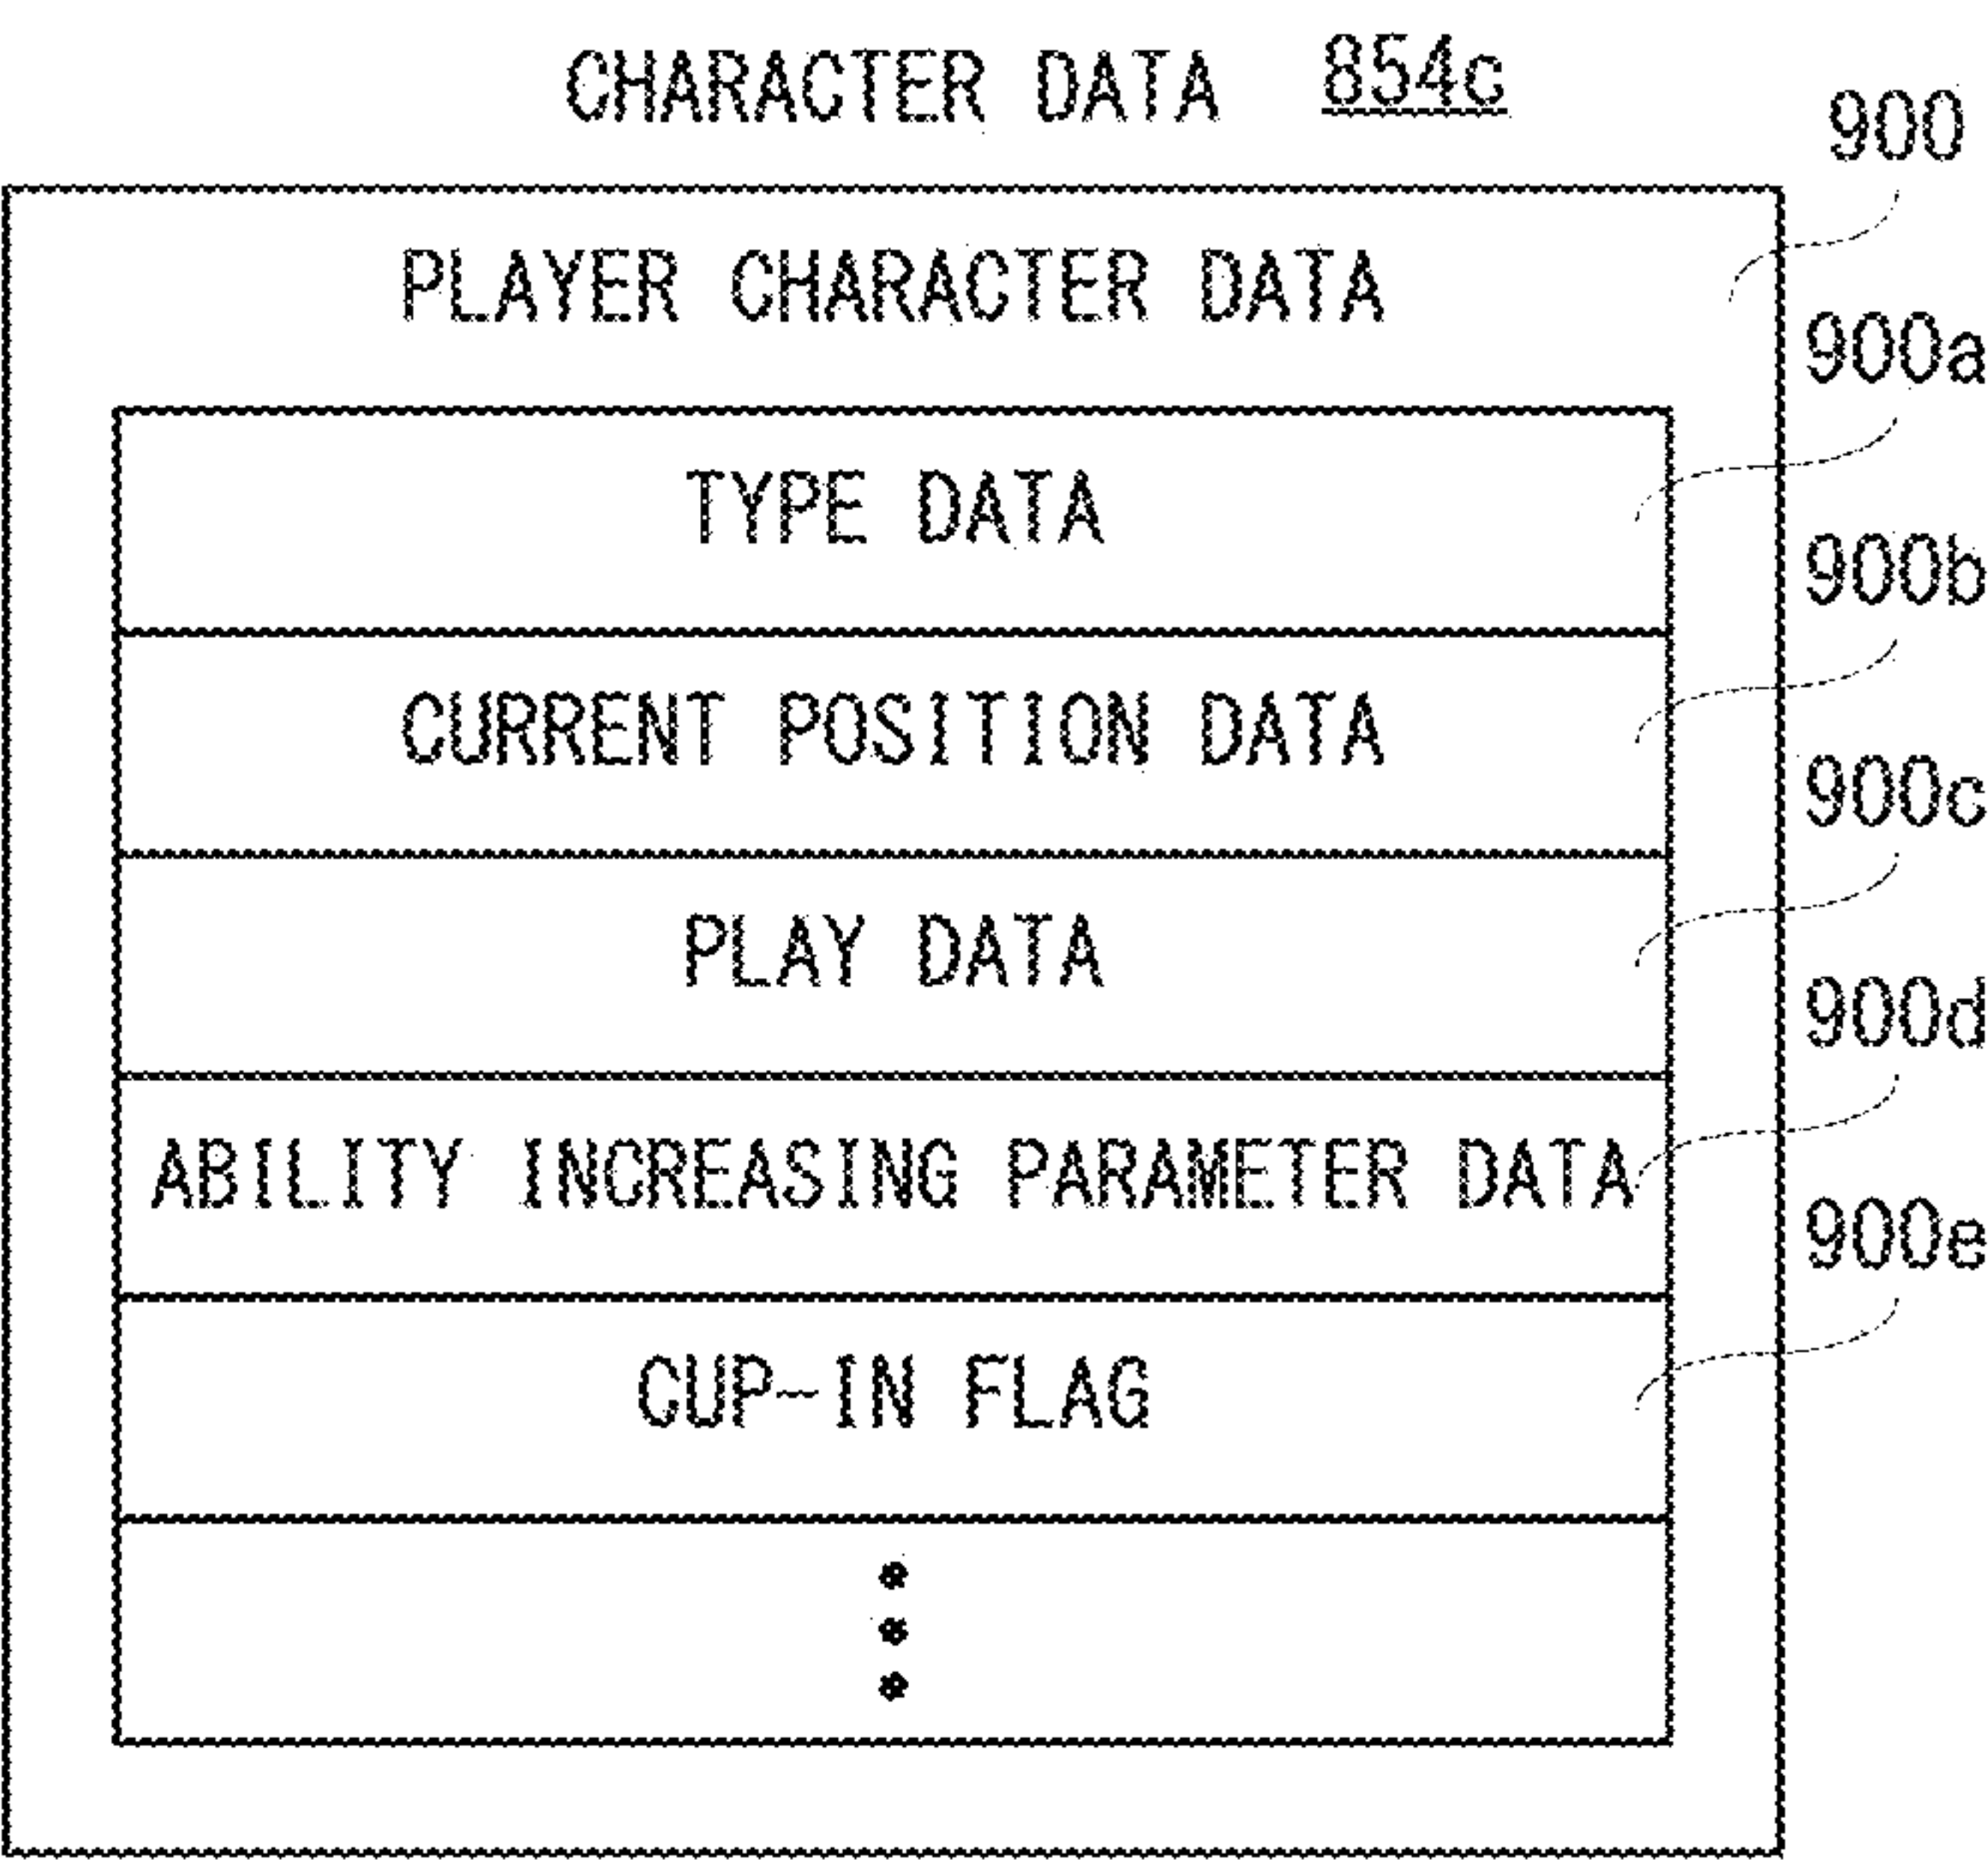 CHARACTER DATA 854c
900
PLAYER CHARACTER DATA
900a
TYPE DATA
900b
CURRENT POSITION DATA
900c
PLAY DATA
900d
ABILITY INCREASING PARAMETER DATA
900e
CUP-IN FLAG